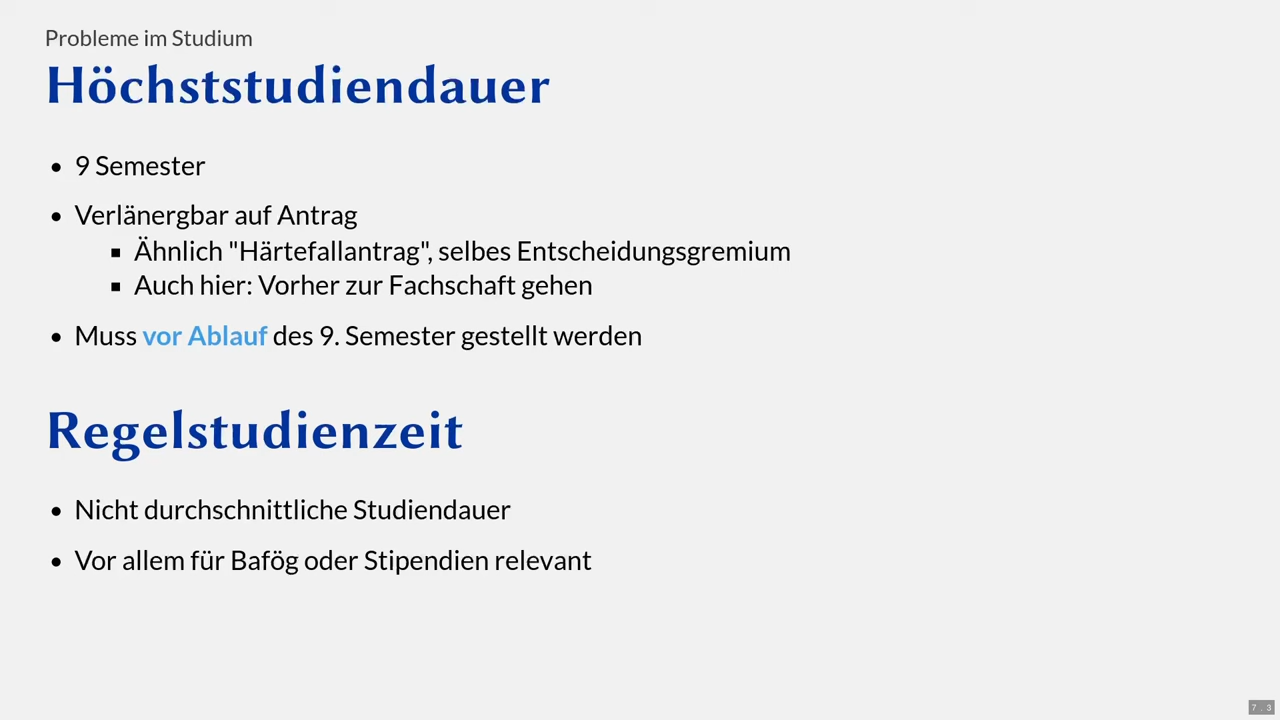 Probleme im Studium
Höchststudiendauer
• 9 Semester
• Verlänergbar auf Antrag
▪ Ähnlich "Härtefallantrag", selbes Entscheidungsgremium
▪ Auch hier: Vorher zur Fachschaft gehen
• Muss vor Ablauf des 9. Semester gestellt werden
Regelstudienzeit
• Nicht durchschnittliche Studiendauer
• Vor allem für Bafög oder Stipendien relevant
7 . 3